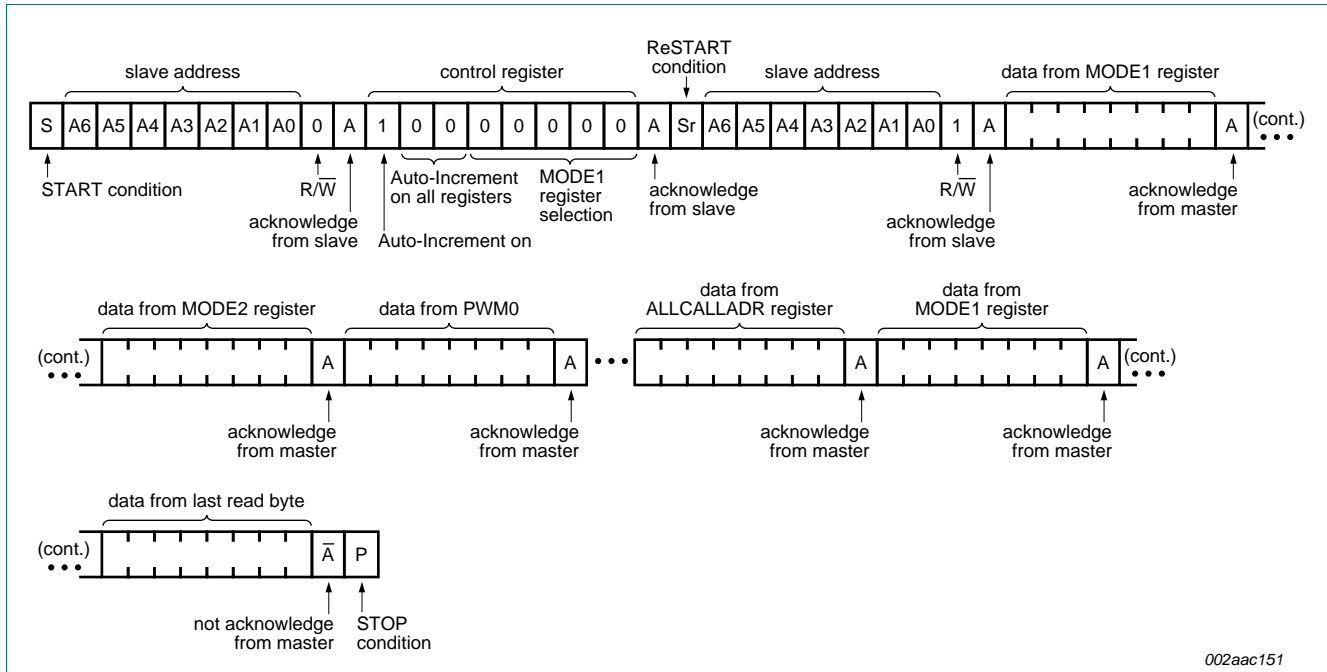 ReSTART
condition
slave address
control register
slave address
data from MODE1 register
S A6 A5 A4 A3 A2 A1 A0 0 A 1 0 0 0 0 0 0 0 A Sr A6 A5 A4 A3 A2 A1 A0 1 A A (cont.)
START condition
R/W̅
acknowledge
from slave
Auto-Increment
on all registers
Auto-Increment on
MODE1
register
selection
acknowledge
from slave
R/W̅
acknowledge
from slave
acknowledge
from master
data from MODE2 register
data from PWM0
data from
ALLCALLADR register
data from
MODE1 register
(cont.) A A A A (cont.)
acknowledge
from master
acknowledge
from master
acknowledge
from master
acknowledge
from master
data from last read byte
(cont.) A̅ P
not acknowledge
from master
STOP
condition
002aac151